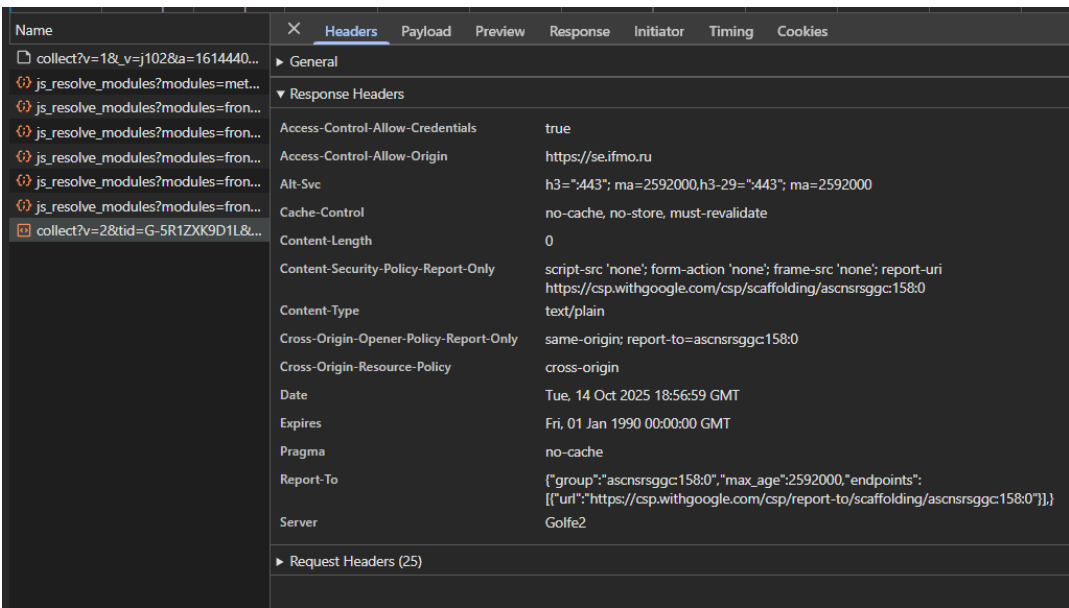 Name
Headers Payload Preview Response Initiator Timing Cookies
collect?v=1&_v=j102&a=1614440...
js_resolve_modules?modules=met...
js_resolve_modules?modules=fron...
js_resolve_modules?modules=fron...
js_resolve_modules?modules=fron...
js_resolve_modules?modules=fron...
js_resolve_modules?modules=fron...
collect?v=2&tid=G-5R1ZXK9D1L&...
General
Response Headers
Access-Control-Allow-Credentials true
Access-Control-Allow-Origin https://se.ifmo.ru
Alt-Svc h3=":443"; ma=2592000,h3-29=":443"; ma=2592000
Cache-Control no-cache, no-store, must-revalidate
Content-Length 0
Content-Security-Policy-Report-Only script-src 'none'; form-action 'none'; frame-src 'none'; report-uri
https://csp.withgoogle.com/csp/scaffolding/ascnsrsggc:158:0
Content-Type text/plain
Cross-Origin-Opener-Policy-Report-Only same-origin; report-to=ascnsrsggc:158:0
Cross-Origin-Resource-Policy cross-origin
Date Tue, 14 Oct 2025 18:56:59 GMT
Expires Fri, 01 Jan 1990 00:00:00 GMT
Pragma no-cache
Report-To {"group":"ascnsrsggc:158:0","max_age":2592000,"endpoints":
[{"url":"https://csp.withgoogle.com/csp/report-to/scaffolding/ascnsrsggc:158:0"}],}
Server Golfe2
Request Headers (25)